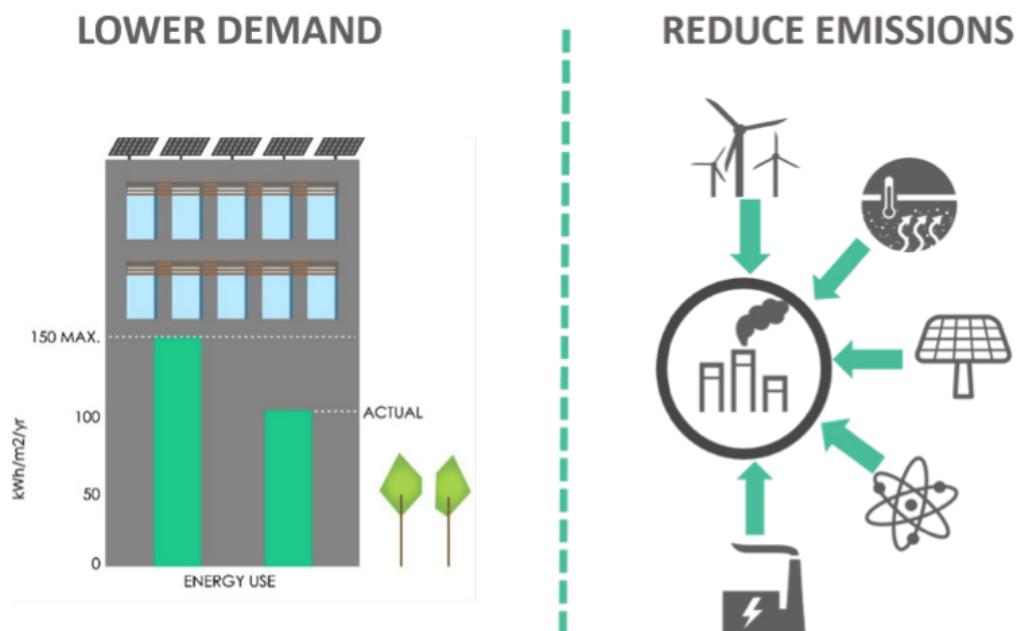 LOWER DEMAND
REDUCE EMISSIONS
150 MAX.
100
ACTUAL
kWh/m2/yr
50
0
ENERGY USE